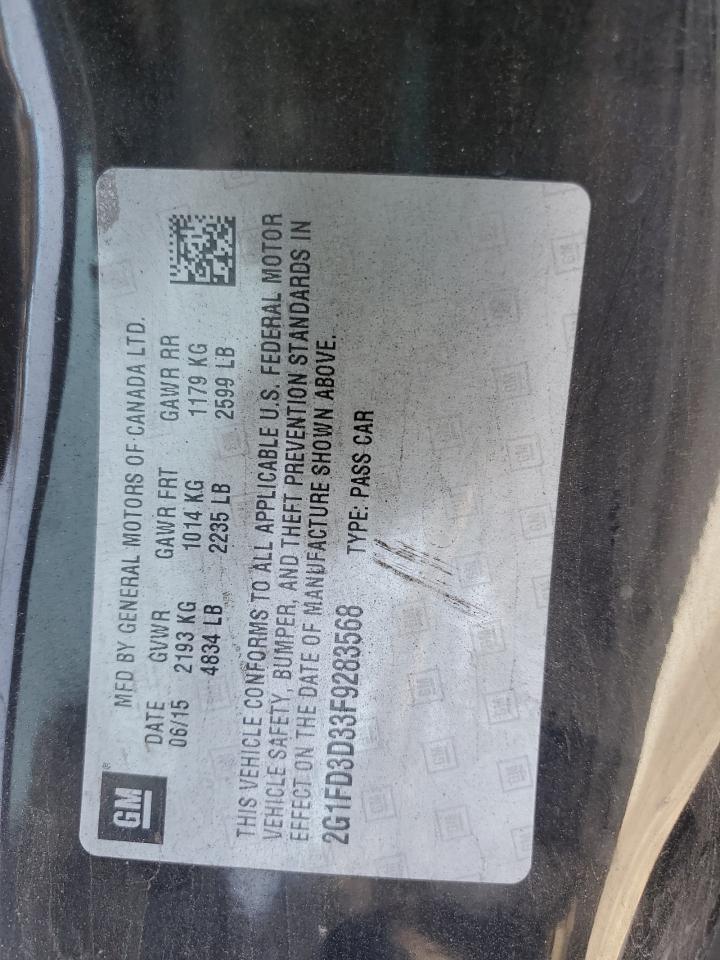 GM
MFD BY GENERAL MOTORS OF CANADA LTD.
DATE GVWR GAWR FRT GAWR RR
06/15 2193 KG 1014 KG 1179 KG
4834 LB 2235 LB 2599 LB
THIS VEHICLE CONFORMS TO ALL APPLICABLE U.S. FEDERAL MOTOR
VEHICLE SAFETY, BUMPER, AND THEFT PREVENTION STANDARDS IN
EFFECT ON THE DATE OF MANUFACTURE SHOWN ABOVE.
2G1FD3D33F9283568 TYPE: PASS CAR